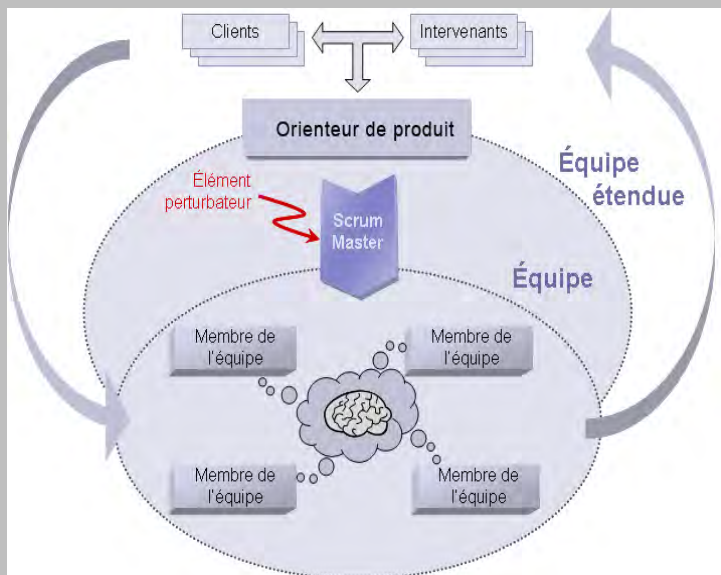 Clients
Intervenants
Orienteur de produit
Équipe
étendue
Élément
perturbateur
Scrum
Master
Équipe
Membre de
l'équipe
Membre de
l'équipe
Membre de
l'équipe
Membre de
l'équipe